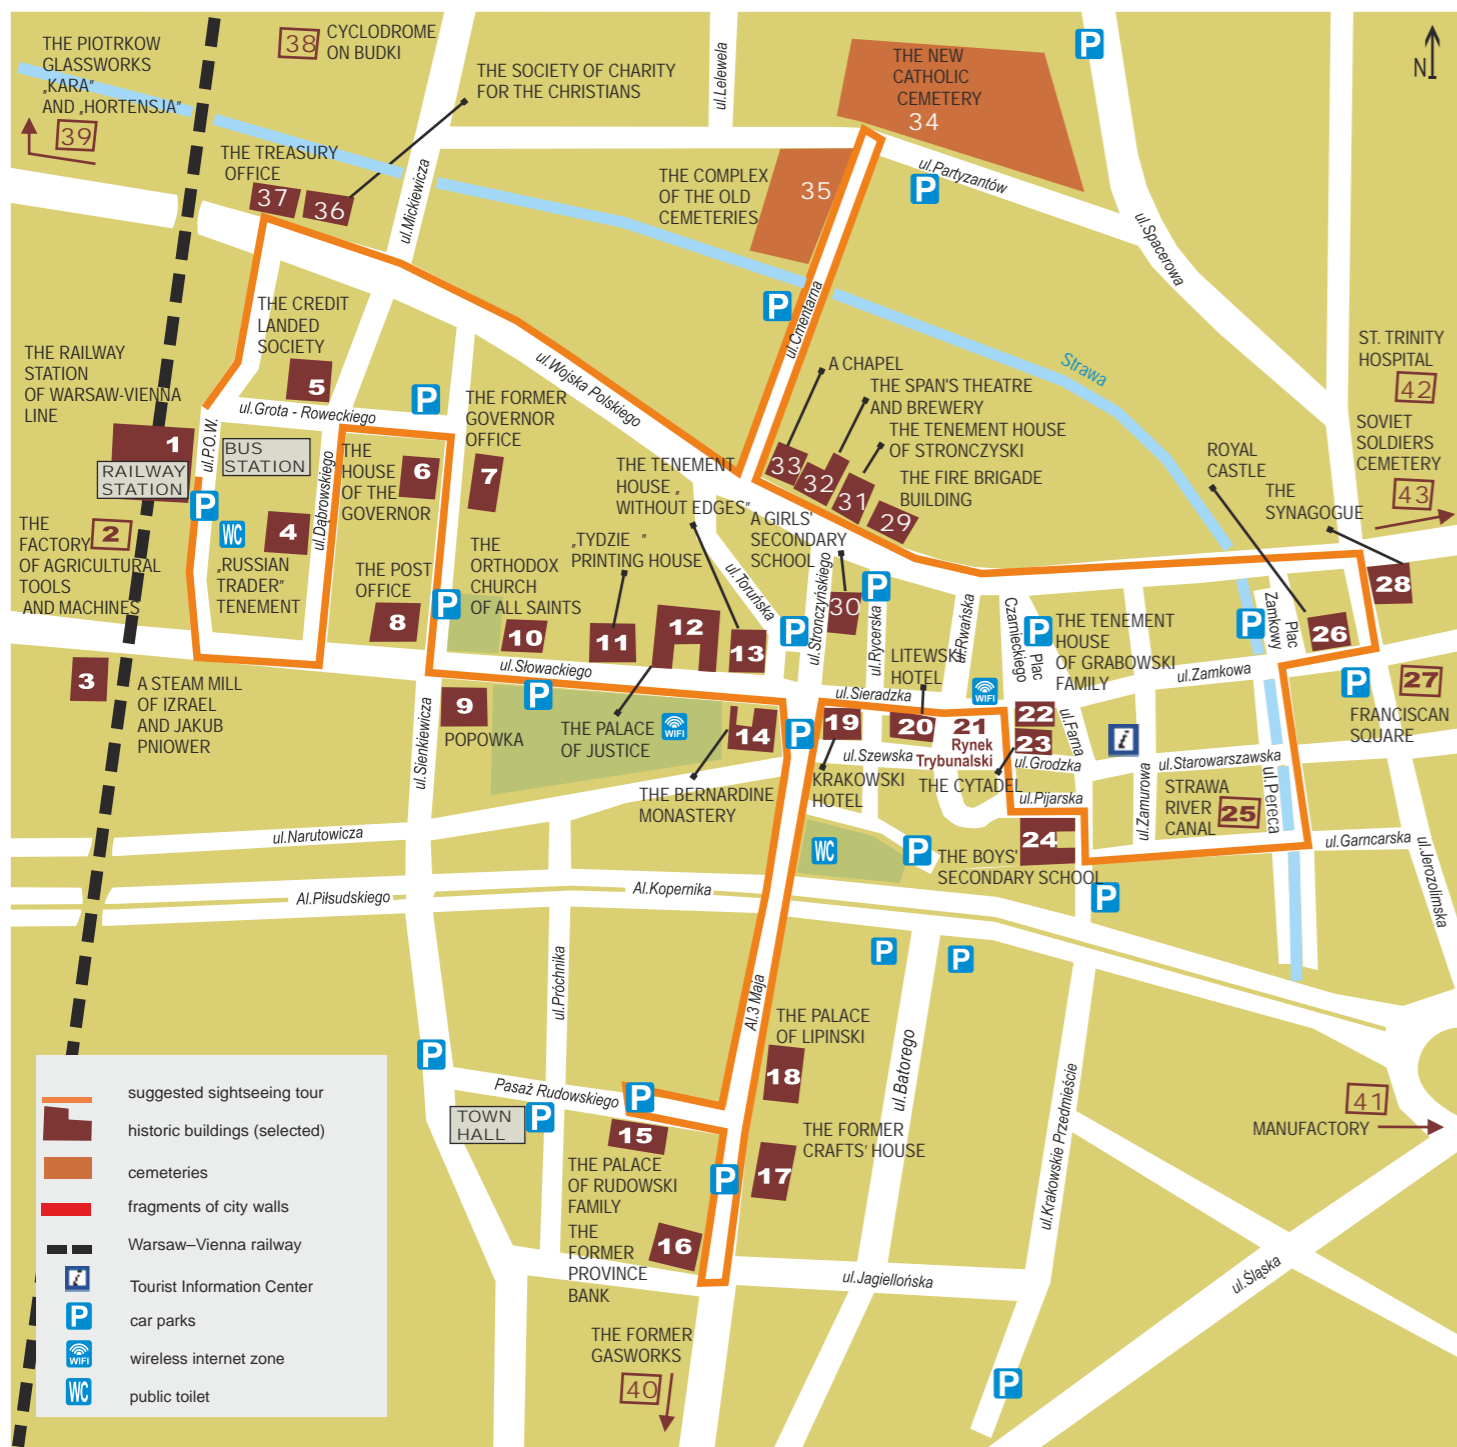 THE PIOTRKOW
GLASSWORKS
„KARA”
AND „HORTENSJA”
39
38
CYCLODROME
ON BUDKI
THE SOCIETY OF CHARITY
FOR THE CHRISTIANS
ul.Lelewela
THE NEW
CATHOLIC
CEMETERY
34
P
N
THE TREASURY
OFFICE
37
36
ul.Mickiewicza
THE COMPLEX
OF THE OLD
CEMETERIES
35
ul.Partyzantów
P
ul.Spacerowa
THE CREDIT
LANDED
SOCIETY
5
P
ul.Cmentarna
THE RAILWAY
STATION
OF WARSAW-VIENNA
LINE
1
RAILWAY
STATION
ul.P.O.W.
ul.Grota - Roweckiego
BUS
STATION
P
ul.Wojska Polskiego
Strawa
ST. TRINITY
HOSPITAL
42
SOVIET
SOLDIERS
CEMETERY
43
A CHAPEL
THE SPAN'S THEATRE
AND BREWERY
THE TENEMENT HOUSE
OF STRONCZYSKI
THE FIRE BRIGADE
BUILDING
33
32
31
29
ROYAL
CASTLE
THE
SYNAGOGUE
THE FORMER
GOVERNOR
OFFICE
7
THE
HOUSE
OF THE
GOVERNOR
6
THE TENEMENT
HOUSE „
WITHOUT EDGES”
A GIRLS'
SECONDARY
SCHOOL
30
THE
FACTORY
OF AGRICULTURAL
TOOLS
AND MACHINES
2
P
WC
4
ul.Dąbrowskiego
„RUSSIAN
TRADER”
TENEMENT
THE POST
OFFICE
8
P
THE
ORTHODOX
CHURCH
OF ALL SAINTS
10
„TYDZIE ”
PRINTING HOUSE
11
12
13
ul.Toruńska
P
ul.Stronczyńskiego
P
ul.Rycerska
ul.Rwańska
Plac
Czarnieckiego
P
THE TENEMENT
HOUSE
OF GRABOWSKI
FAMILY
P
Plac
Zamkowy
26
28
3
A STEAM MILL
OF IZRAEL
AND JAKUB
PNIOWER
ul.Słowackiego
9
POPOWKA
ul.Sienkiewicza
P
THE PALACE
OF JUSTICE
WIFI
14
THE BERNARDINE
MONASTERY
P
LITEWSKI
HOTEL
ul.Sieradzka
19
20
WIFI
21
Rynek
Trybunalski
22
23
ul.Farna
ul.Zamkowa
P
27
FRANCISCAN
SQUARE
i
ul.Szewska
KRAKOWSKI
HOTEL
THE CYTADEL
ul.Grodzka
ul.Pijarska
ul.Zamurowa
ul.Starowarszawska
STRAWA
RIVER
CANAL
25
ul.Pereca
ul.Garncarska
ul.Jerozolimska
ul.Narutowicza
WC
P
24
THE BOYS'
SECONDARY SCHOOL
P
Al.Piłsudskiego
Al.Kopernika
ul.Próchnika
Al.3 Maja
P
P
THE PALACE
OF LIPINSKI
18
ul.Batorego
ul.Krakowskie Przedmieście
P
Pasaż Rudowskiego
TOWN
HALL
P
P
15
THE PALACE
OF RUDOWSKI
FAMILY
THE FORMER
CRAFTS' HOUSE
17
P
41
MANUFACTORY
THE
FORMER
PROVINCE
BANK
16
ul.Jagiellońska
ul.Śląska
THE FORMER
GASWORKS
40
P
suggested sightseeing tour
historic buildings (selected)
cemeteries
fragments of city walls
Warsaw–Vienna railway
i
Tourist Information Center
P
car parks
WIFI
wireless internet zone
WC
public toilet